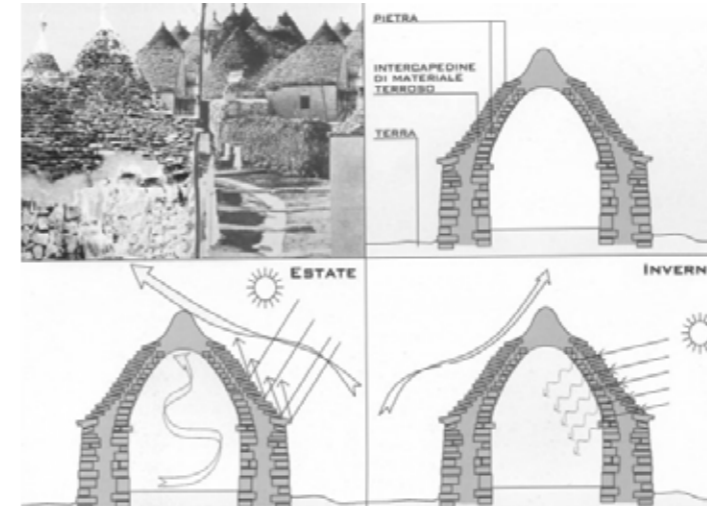 PIETRA
INTERCAPEDINE
DI MATERIALE
TERROSO
TERRA
ESTATE
INVERN